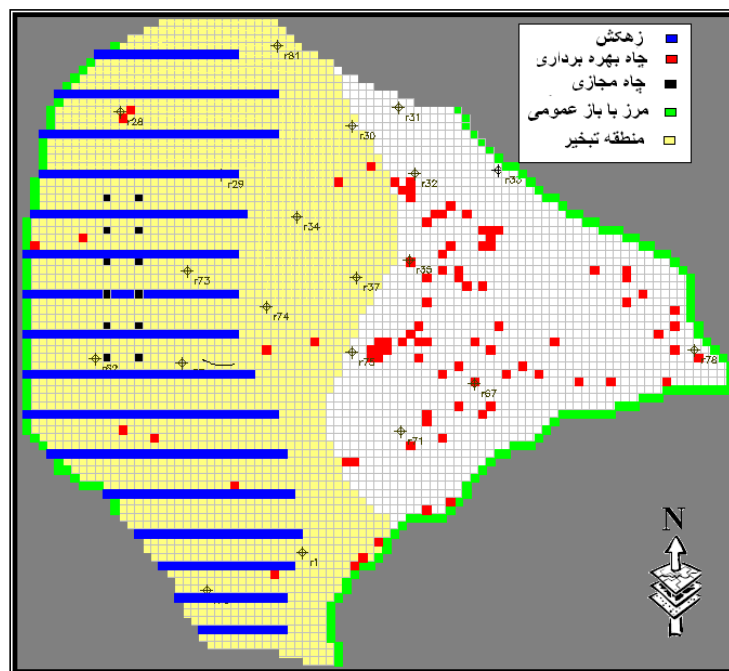 زهکش
چاه بهره برداری
چاه مجازی
مرز با باز عمومی
منطقه تبخیر
r81
r28
r31
r30
r32
r29
r34
r35
r73
r37
r74
r75
r78
r62
r67
r71
r1
N